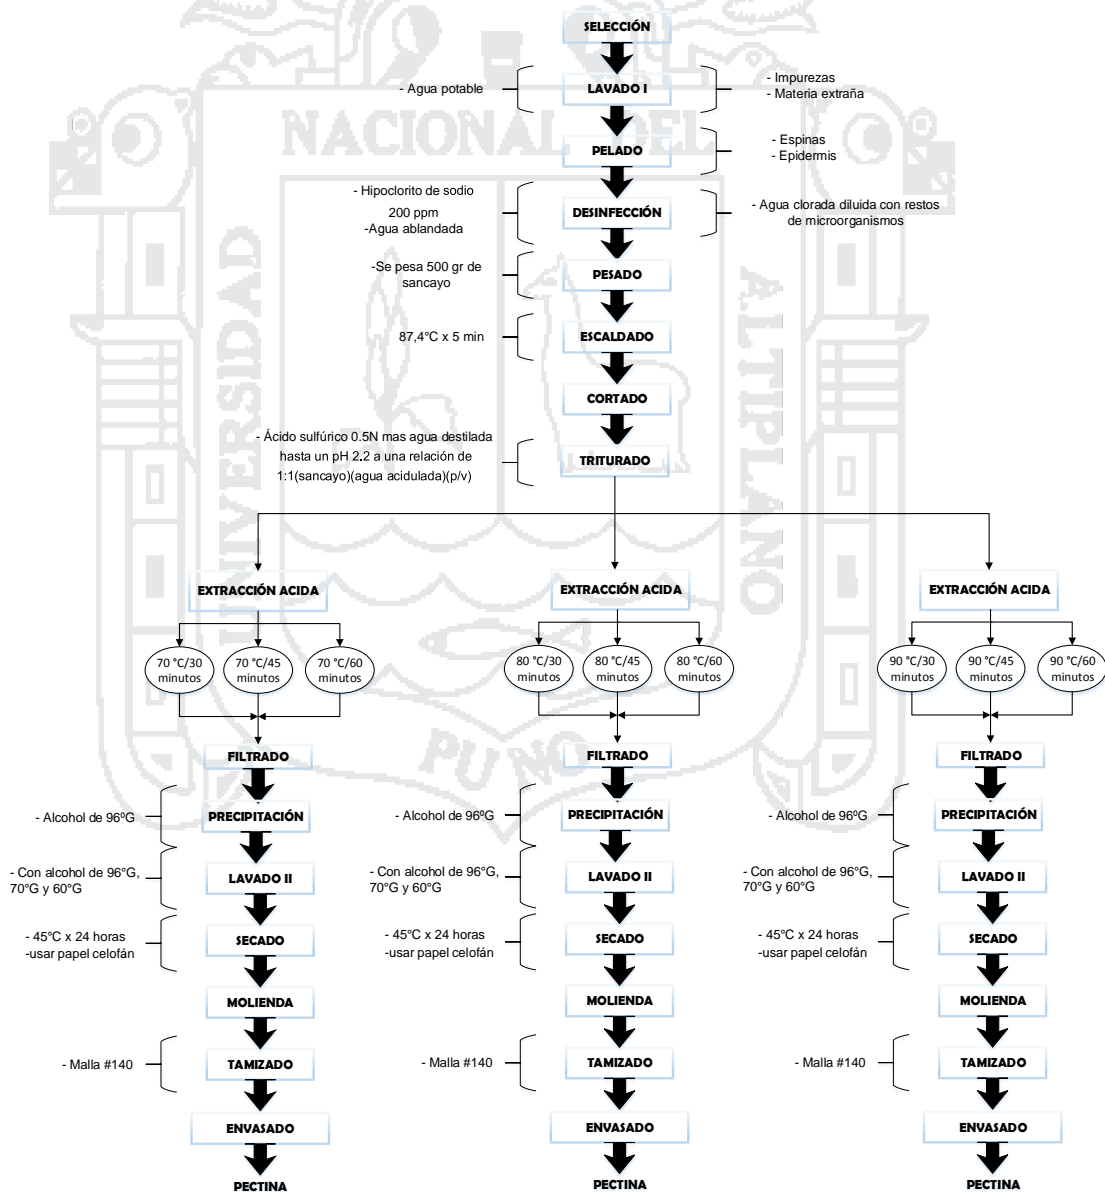 SELECCIÓN
- Agua potable
LAVADO I
- Impurezas
- Materia extraña
NACIONAL DEL
PELADO
- Espinas
- Epidermis
- Hipoclorito de sodio
200 ppm
-Agua ablandada
DESINFECCIÓN
- Agua clorada diluida con restos
de microorganismos
-Se pesa 500 gr de
sancayo
PESADO
UNIVERSIDAD
ALTIPLANO
87,4°C x 5 min
ESCALDADO
CORTADO
- Ácido sulfúrico 0.5N mas agua destilada
hasta un pH 2.2 a una relación de
1:1(sancayo)(agua acidulada)(p/v)
TRITURADO
EXTRACCIÓN ACIDA
EXTRACCIÓN ACIDA
EXTRACCIÓN ACIDA
70 °C/30
minutos
70 °C/45
minutos
70 °C/60
minutos
80 °C/30
minutos
80 °C/45
minutos
80 °C/60
minutos
90 °C/30
minutos
90 °C/45
minutos
90 °C/60
minutos
PUNO
FILTRADO
FILTRADO
FILTRADO
- Alcohol de 96ºG
PRECIPITACIÓN
- Alcohol de 96ºG
PRECIPITACIÓN
- Alcohol de 96ºG
PRECIPITACIÓN
- Con alcohol de 96°G,
70°G y 60°G
LAVADO II
- Con alcohol de 96°G,
70°G y 60°G
LAVADO II
- Con alcohol de 96°G,
70°G y 60°G
LAVADO II
- 45°C x 24 horas
-usar papel celofán
SECADO
- 45°C x 24 horas
-usar papel celofán
SECADO
- 45°C x 24 horas
-usar papel celofán
SECADO
MOLIENDA
MOLIENDA
MOLIENDA
- Malla #140
TAMIZADO
- Malla #140
TAMIZADO
- Malla #140
TAMIZADO
ENVASADO
ENVASADO
ENVASADO
PECTINA
PECTINA
PECTINA